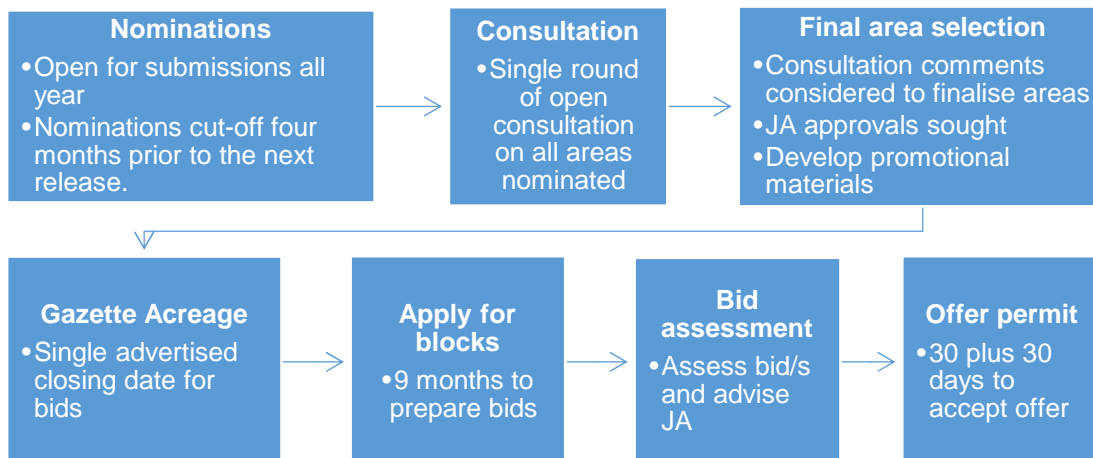 Nominations
•Open for submissions all
year
•Nominations cut-off four
months prior to the next
release.
Consultation
•Single round
of open
consultation
on all areas
nominated
Final area selection
•Consultation comments
considered to finalise areas
•JA approvals sought
•Develop promotional
materials
Gazette Acreage
•Single advertised
closing date for
bids
Apply for
blocks
•9 months to
prepare bids
Bid
assessment
•Assess bid/s
and advise
JA
Offer permit
•30 plus 30
days to
accept offer